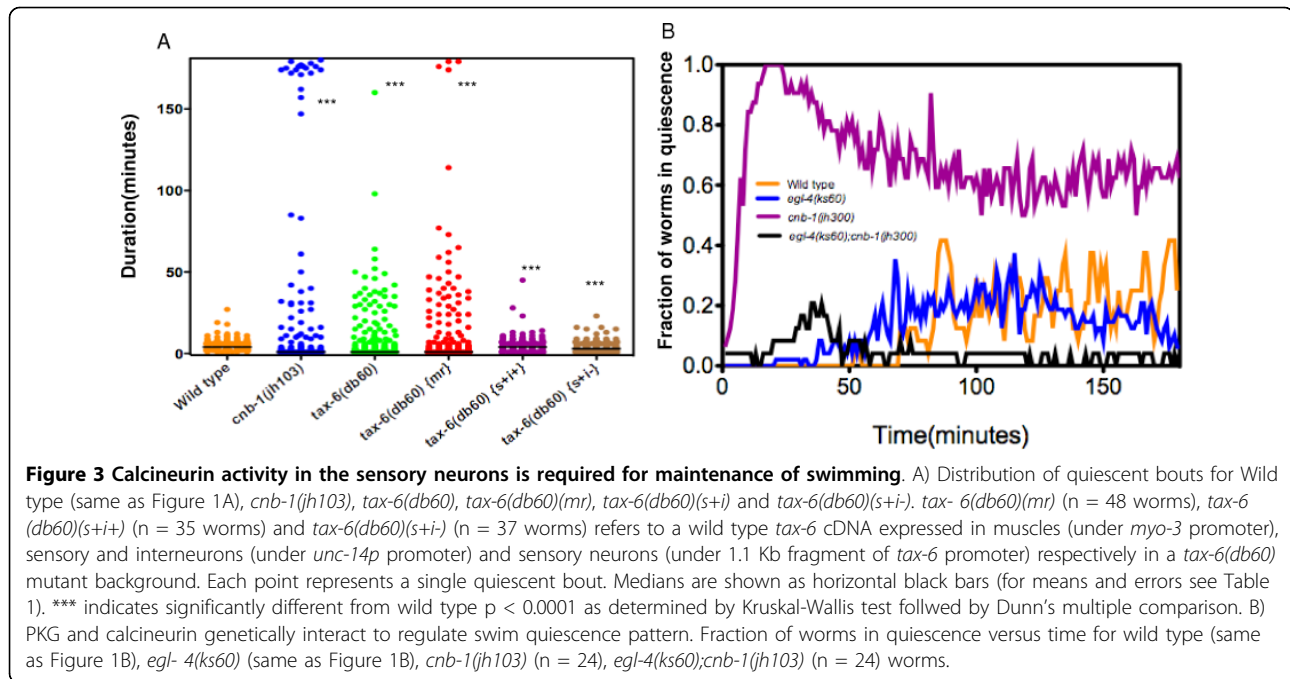 A
Duration(minutes)
150
100
50
0
***
***
***
***
***
Wild type
cnb-1(jh103)
tax-6(db60)
tax-6(db60) {mr}
tax-6(db60) {s+i+}
tax-6(db60) {s+i-}
B
Fraction of worms in quiescence
1.0
0.8
0.6
0.4
0.2
0.0
Wild type
egl-4(ks60)
cnb-1(jh300)
egl-4(ks60);cnb-1(jh300)
0
50
100
150
Time(minutes)
Figure 3 Calcineurin activity in the sensory neurons is required for maintenance of swimming. A) Distribution of quiescent bouts for Wild
type (same as Figure 1A), cnb-1(jh103), tax-6(db60), tax-6(db60)(mr), tax-6(db60)(s+i) and tax-6(db60)(s+i-). tax- 6(db60)(mr) (n = 48 worms), tax-6
(db60)(s+i+) (n = 35 worms) and tax-6(db60)(s+i-) (n = 37 worms) refers to a wild type tax-6 cDNA expressed in muscles (under myo-3 promoter),
sensory and interneurons (under unc-14p promoter) and sensory neurons (under 1.1 Kb fragment of tax-6 promoter) respectively in a tax-6(db60)
mutant background. Each point represents a single quiescent bout. Medians are shown as horizontal black bars (for means and errors see Table
1). *** indicates significantly different from wild type p < 0.0001 as determined by Kruskal-Wallis test follwed by Dunn's multiple comparison. B)
PKG and calcineurin genetically interact to regulate swim quiescence pattern. Fraction of worms in quiescence versus time for wild type (same
as Figure 1B), egl- 4(ks60) (same as Figure 1B), cnb-1(jh103) (n = 24), egl-4(ks60);cnb-1(jh103) (n = 24) worms.